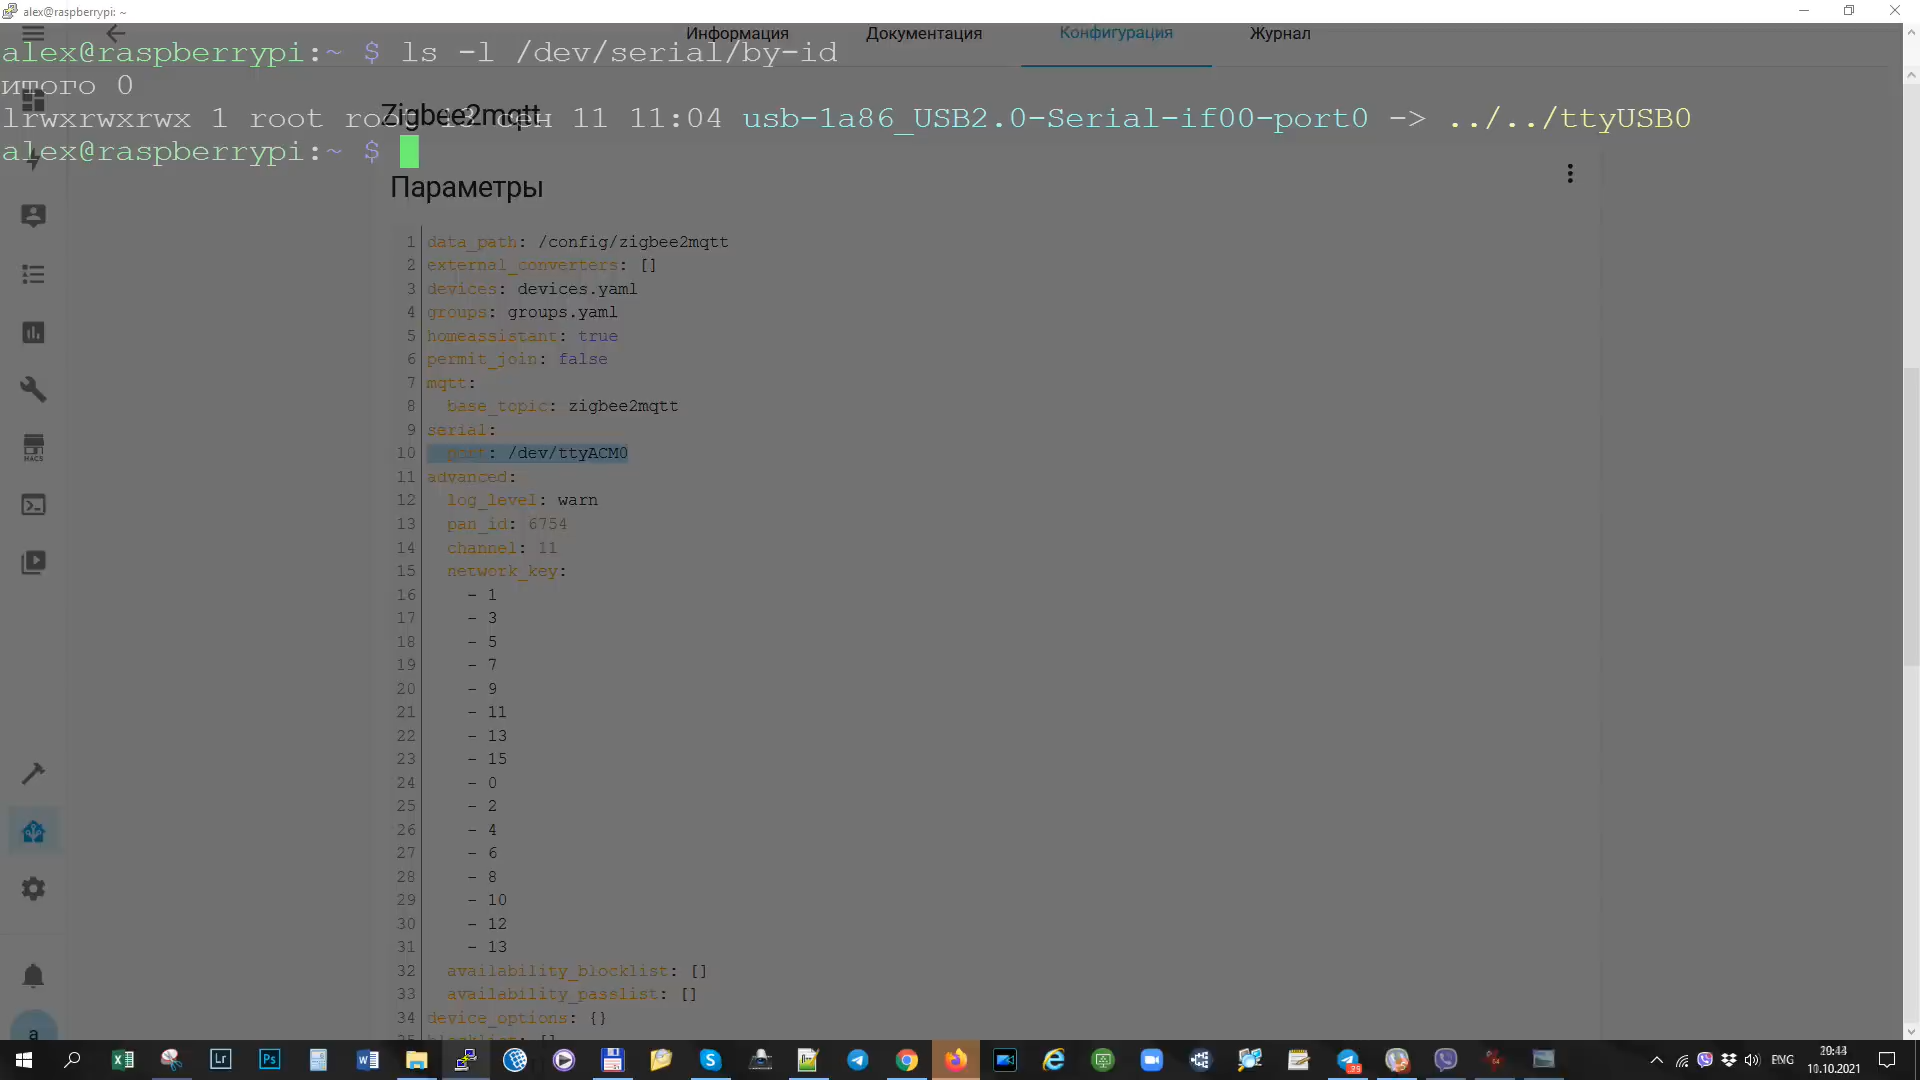 alex@raspberrypi: ~
Информация Документация Конфигурация Журнал
alex@raspberrypi:~ $ ls -l /dev/serial/by-id
итого 0
lrwxrwxrwx 1 root root 13 сен 11 11:04 usb-1a86_USB2.0-Serial-if00-port0 -> ../../ttyUSB0
Zigbee2mqtt
alex@raspberrypi:~ $
Параметры
1 data_path: /config/zigbee2mqtt
2 external_converters: []
3 devices: devices.yaml
4 groups: groups.yaml
5 homeassistant: true
6 permit_join: false
7 mqtt:
8 base_topic: zigbee2mqtt
9 serial:
10 port: /dev/ttyACM0
11 advanced:
12 log_level: warn
13 pan_id: 6754
14 channel: 11
15 network_key:
16 - 1
17 - 3
18 - 5
19 - 7
20 - 9
21 - 11
22 - 13
23 - 15
24 - 0
25 - 2
26 - 4
27 - 6
28 - 8
29 - 10
30 - 12
31 - 13
32 availability_blocklist: []
33 availability_passlist: []
34 device_options: {}
HACS
a
Lr
Ps
ENG
10.10.2021